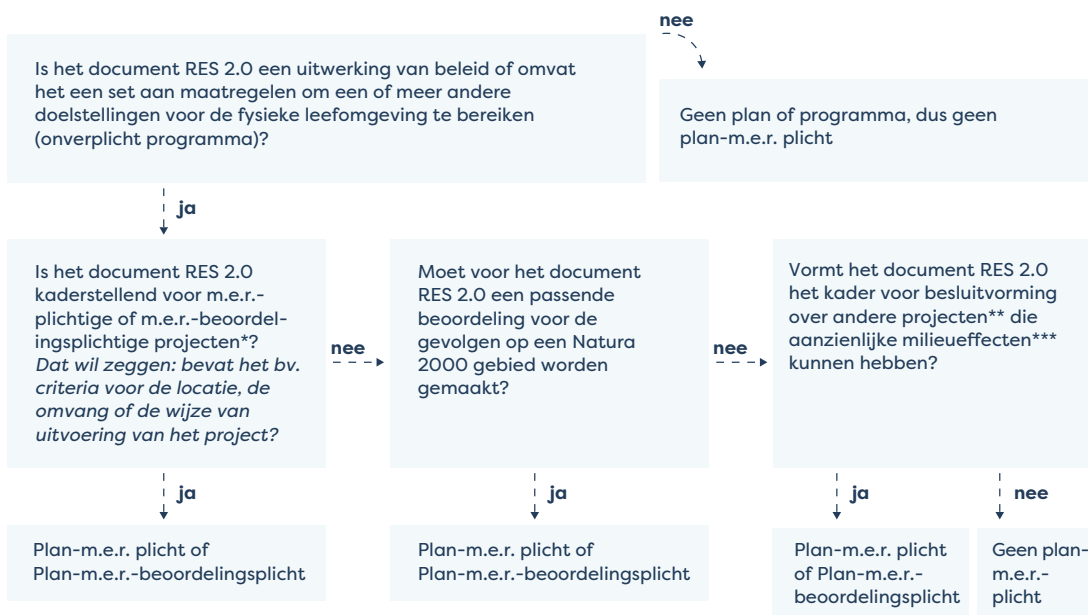 nee
Is het document RES 2.0 een uitwerking van beleid of omvat
het een set aan maatregelen om een of meer andere
doelstellingen voor de fysieke leefomgeving te bereiken
(onverplicht programma)?
Geen plan of programma, dus geen
plan-m.e.r. plicht
ja
Is het document RES 2.0
kaderstellend voor m.e.r.-
plichtige of m.e.r.-beoordel-
ingsplichtige projecten*?
Dat wil zeggen: bevat het bv.
criteria voor de locatie, de
omvang of de wijze van
uitvoering van het project?
nee
Moet voor het document
RES 2.0 een passende
beoordeling voor de
gevolgen op een Natura
2000 gebied worden
gemaakt?
nee
Vormt het document RES 2.0
het kader voor besluitvorming
over andere projecten** die
aanzienlijke milieueffecten***
kunnen hebben?
ja
ja
ja
nee
Plan-m.e.r. plicht of
Plan-m.e.r.-beoordelingsplicht
Plan-m.e.r. plicht of
Plan-m.e.r.-beoordelingsplicht
Plan-m.e.r. plicht
of Plan-m.e.r.-
beoordelingsplicht
Geen plan-
m.e.r.-
plicht